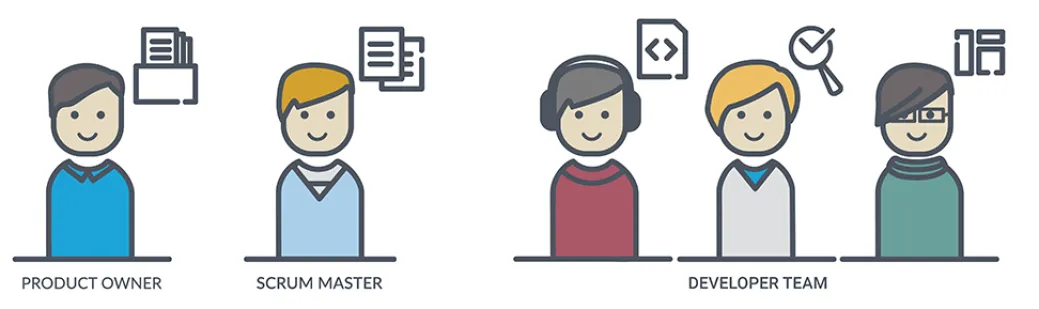 PRODUCT OWNER
SCRUM MASTER
DEVELOPER TEAM